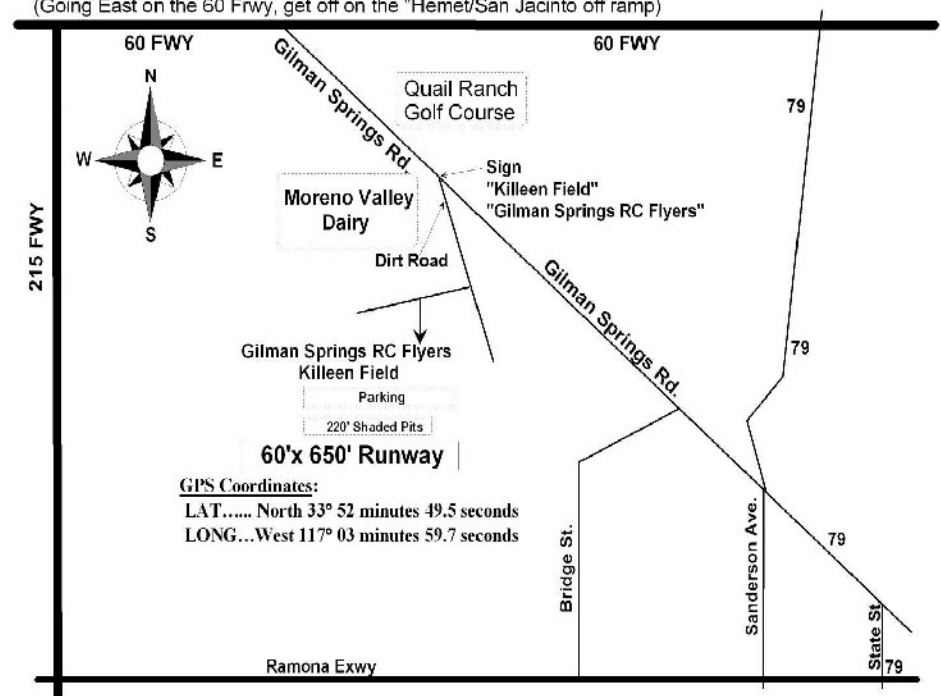 (Going East on the 60 Frwy, get off on the "Hemet/San Jacinto off ramp)
60 FWY
60 FWY
Gilman Springs Rd.
Quail Ranch
Golf Course
79
N
W
E
S
Sign
"Killeen Field"
"Gilman Springs RC Flyers"
Moreno Valley
Dairy
Dirt Road
215 FWY
Gilman Springs Rd.
79
Gilman Springs RC Flyers
Killeen Field
Parking
220' Shaded Pits
60'x 650' Runway
GPS Coordinates:
LAT...... North 33° 52 minutes 49.5 seconds
LONG...West 117° 03 minutes 59.7 seconds
Bridge St.
Sanderson Ave.
79
State St
79
Ramona Exwy